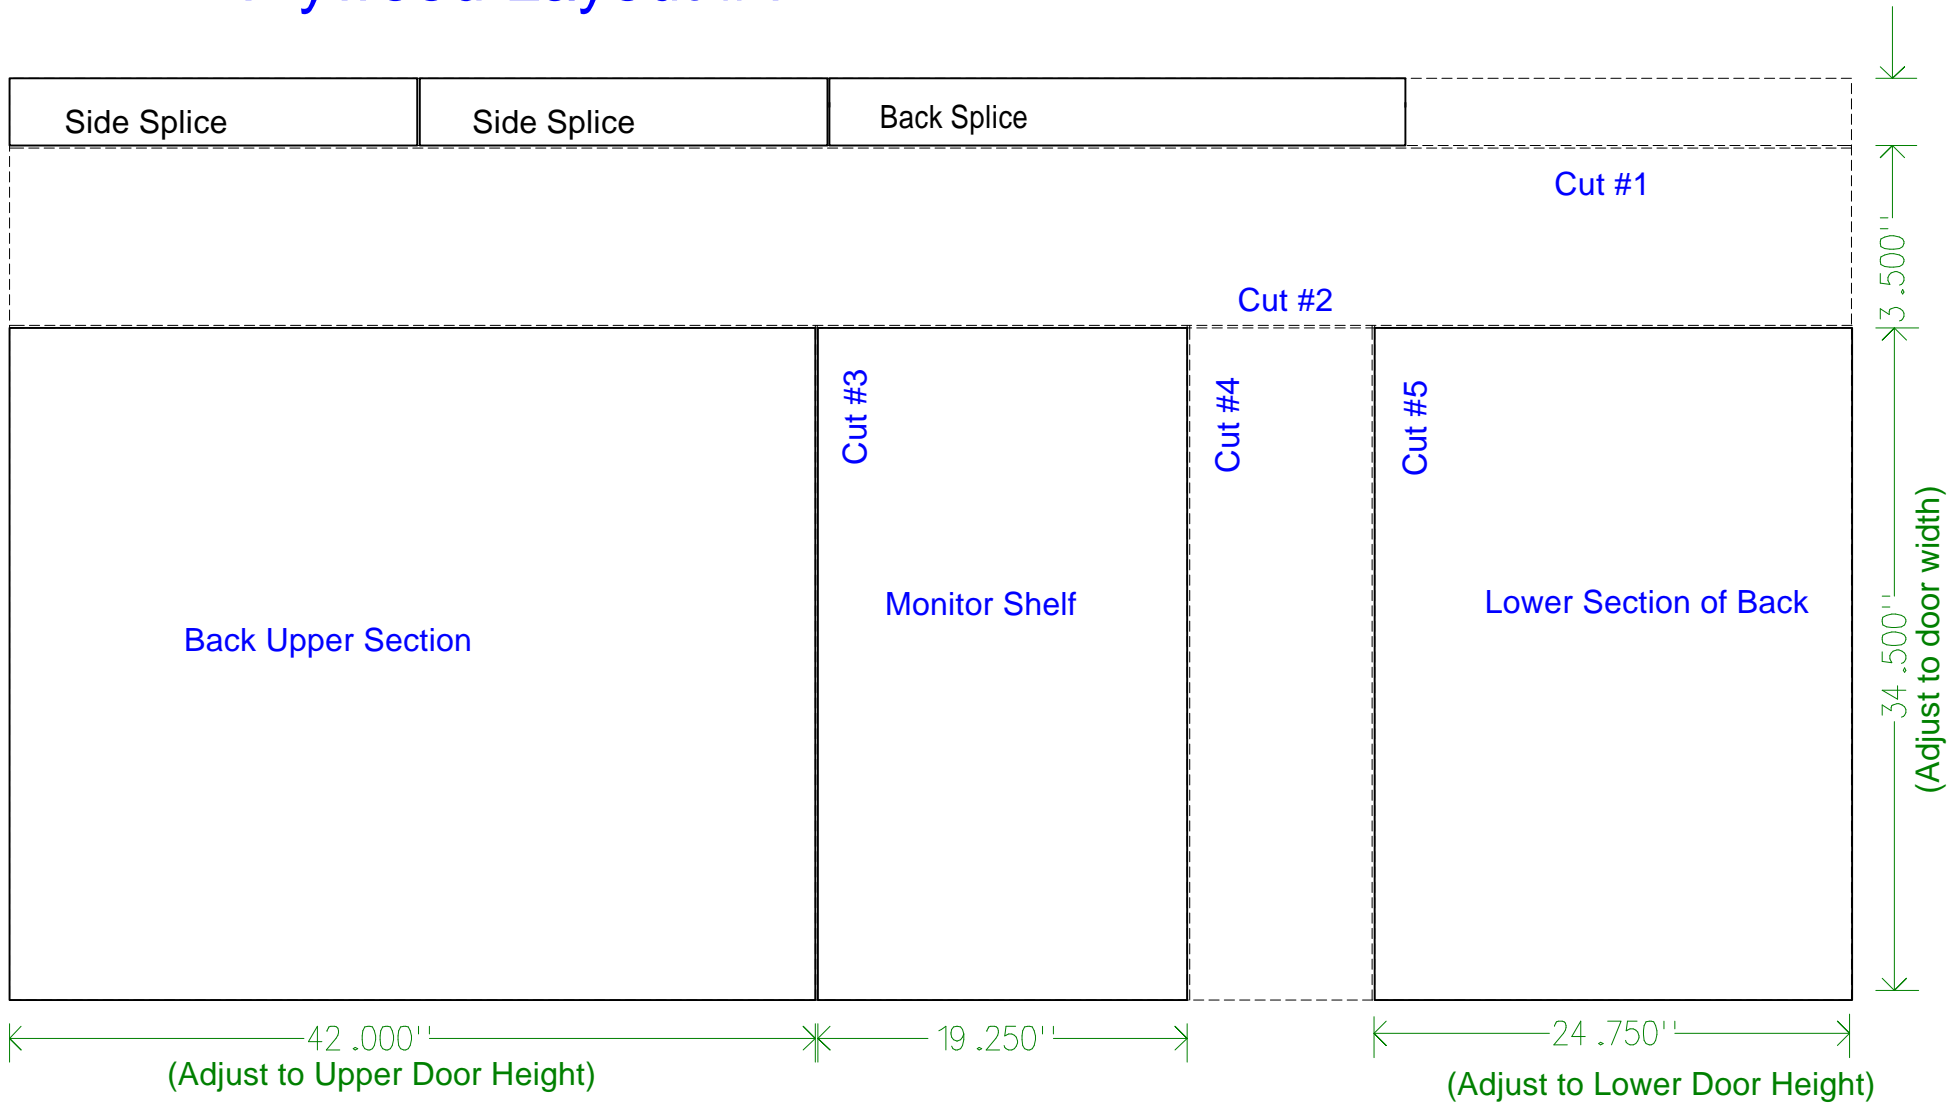 Layout
Side Splice
Side Splice
Back Splice
Cut #1
3.500"
Cut #2
Cut #3
Cut #4
Cut #5
Back Upper Section
Monitor Shelf
Lower Section of Back
34.500"
(Adjust to door width)
42.000"
(Adjust to Upper Door Height)
19.250"
24.750"
(Adjust to Lower Door Height)